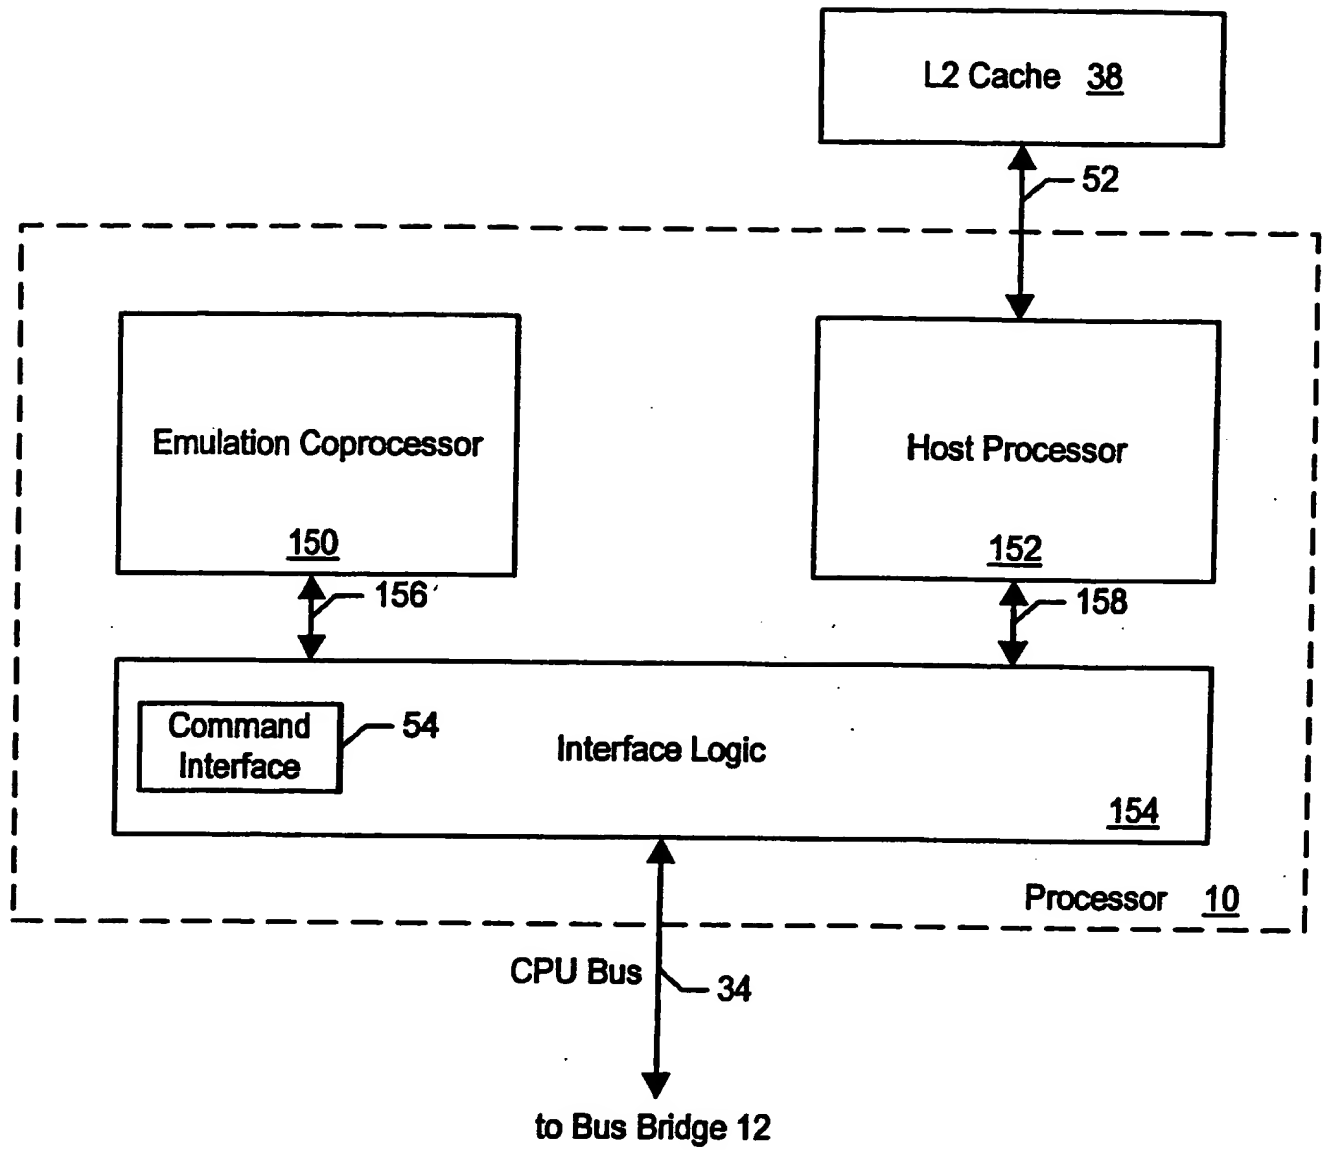 L2 Cache 38
52
Emulation Coprocessor
150
Host Processor
152
156
158
Command
Interface
54
Interface Logic
154
Processor 10
CPU Bus
34
to Bus Bridge 12